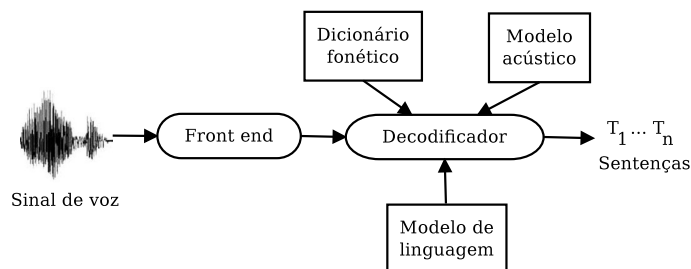 Dicionário
fonético
Modelo
acústico
Sinal de voz
Front end
Decodificador
T1 ... Tn
Sentenças
Modelo de
linguagem